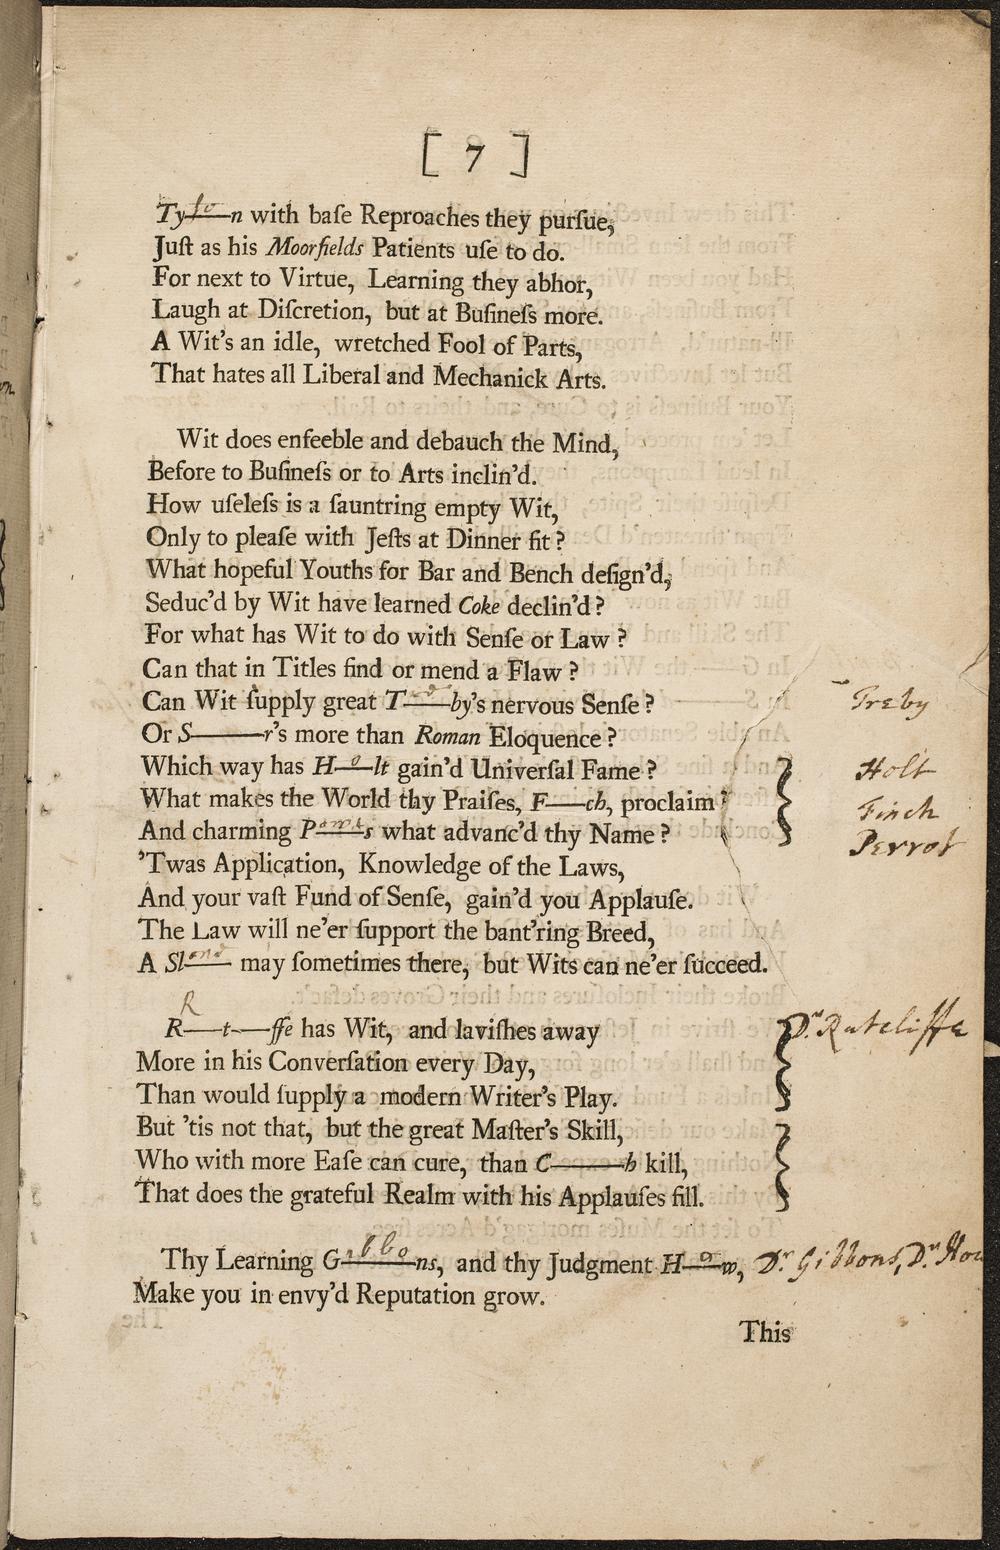 [ 7 ]
Ty—so—n with baſe Reproaches they purſue,
Juſt as his Moorfields Patients uſe to do.
For next to Virtue, Learning they abhor,
Laugh at Diſcretion, but at Buſineſs more.
A Wit's an idle, wretched Fool of Parts,
That hates all Liberal and Mechanick Arts.
Wit does enfeeble and debauch the Mind,
Before to Buſineſs or to Arts inclin'd.
How uſeleſs is a ſauntring empty Wit,
Only to pleaſe with Jeſts at Dinner fit?
What hopeful Youths for Bar and Bench deſign'd,
Seduc'd by Wit have learned Coke declin'd?
For what has Wit to do with Senſe or Law?
Can that in Titles find or mend a Flaw?
Can Wit ſupply great T——by's nervous Senſe? Treby
Or S——r's more than Roman Eloquence?
Which way has H—o—lt gain'd Univerſal Fame? Holt
What makes the World thy Praiſes, F——ch, proclaim? Finch
And charming P——s what advanc'd thy Name? Perrot
'Twas Application, Knowledge of the Laws,
And your vaſt Fund of Senſe, gain'd you Applauſe.
The Law will ne'er ſupport the bant'ring Breed,
A Sl—— may ſometimes there, but Wits can ne'er ſucceed.
R
R——t——ffe has Wit, and laviſhes away Dr. Ratcliffe
More in his Converſation every Day,
Than would ſupply a modern Writer's Play.
But 'tis not that, but the great Maſter's Skill,
Who with more Eaſe can cure, than C——h kill,
That does the grateful Realm with his Applauſes fill.
Thy Learning G—ibbo—ns, and thy Judgment H—o—w, Dr. Gibbons, Dr. How
Make you in envy'd Reputation grow.
This